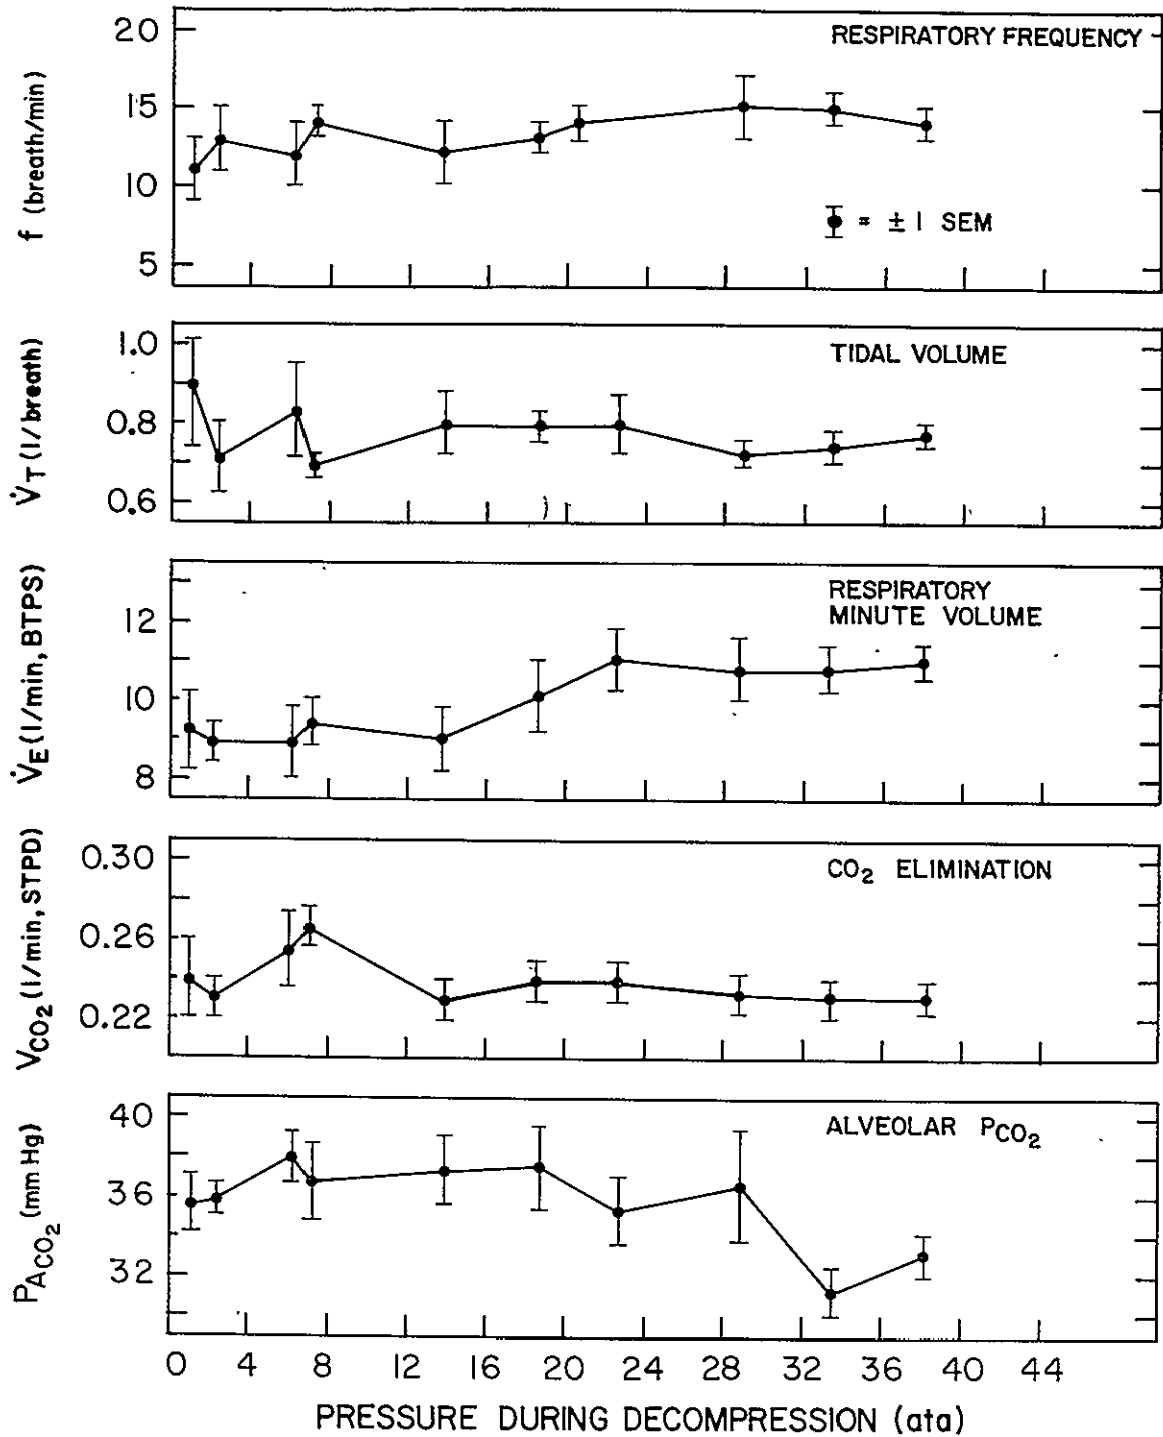 RESPIRATORY FREQUENCY
f (breath/min)
20
15
10
5
= ± 1 SEM
TIDAL VOLUME
V̇T (l/breath)
1.0
0.8
0.6
RESPIRATORY
MINUTE VOLUME
V̇E (l/min, BTPS)
12
10
8
CO₂ ELIMINATION
VCO₂ (l/min, STPD)
0.30
0.26
0.22
ALVEOLAR PCO₂
PACO₂ (mm Hg)
40
36
32
0 4 8 12 16 20 24 28 32 36 40 44
PRESSURE DURING DECOMPRESSION (ata)